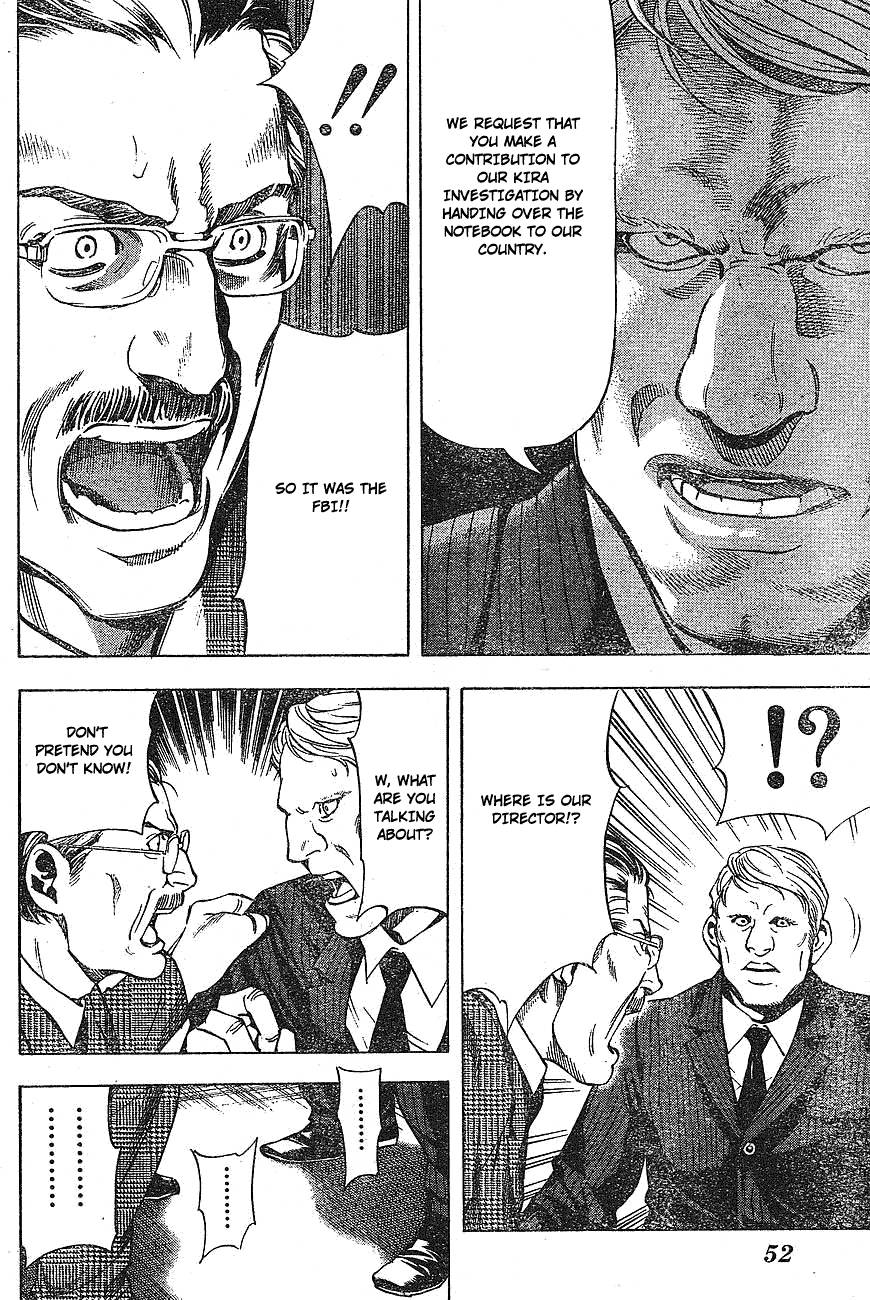 WE REQUEST THAT
YOU MAKE A
CONTRIBUTION TO
OUR KIRA
INVESTIGATION BY
HANDING OVER THE
NOTEBOOK TO OUR
COUNTRY.
!!
SO IT WAS THE
FBI!!
!?
WHERE IS OUR
DIRECTOR!?
W, WHAT
ARE YOU
TALKING
ABOUT?
DON'T
PRETEND YOU
DON'T KNOW!
........
......
..................
52